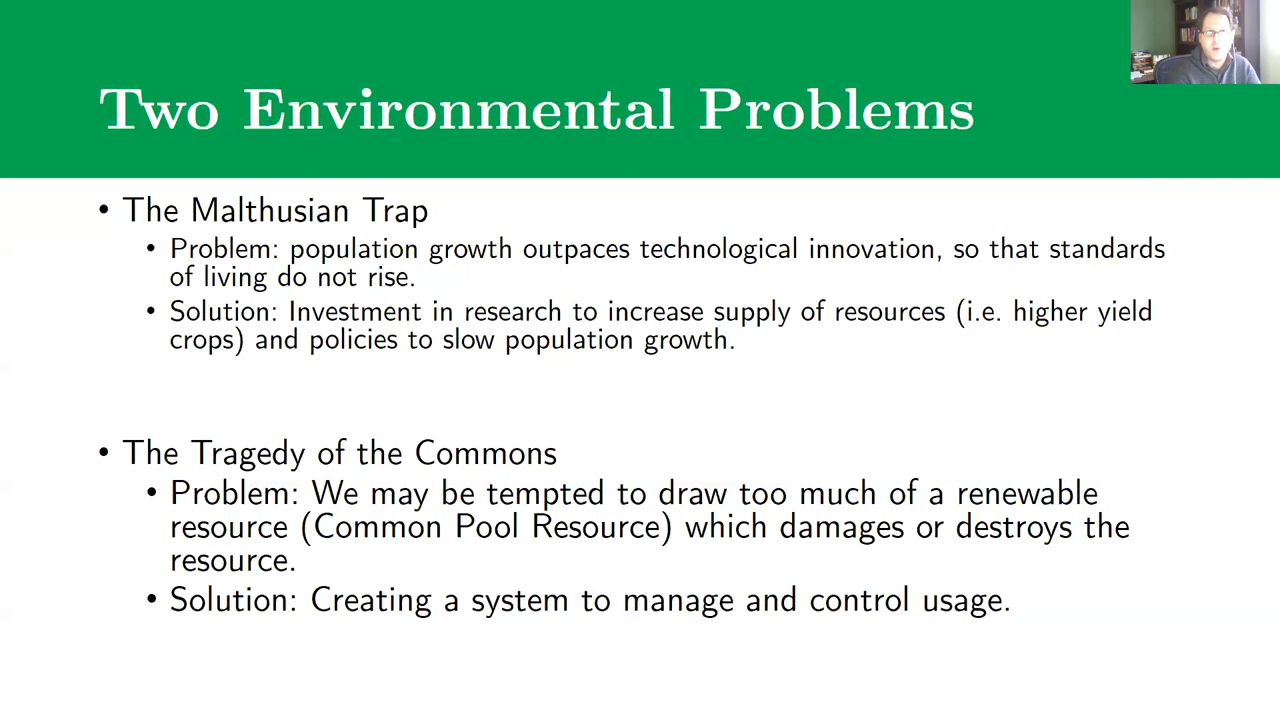 Two Environmental Problems
• The Malthusian Trap
• Problem: population growth outpaces technological innovation, so that standards
of living do not rise.
• Solution: Investment in research to increase supply of resources (i.e. higher yield
crops) and policies to slow population growth.
• The Tragedy of the Commons
• Problem: We may be tempted to draw too much of a renewable
resource (Common Pool Resource) which damages or destroys the
resource.
• Solution: Creating a system to manage and control usage.